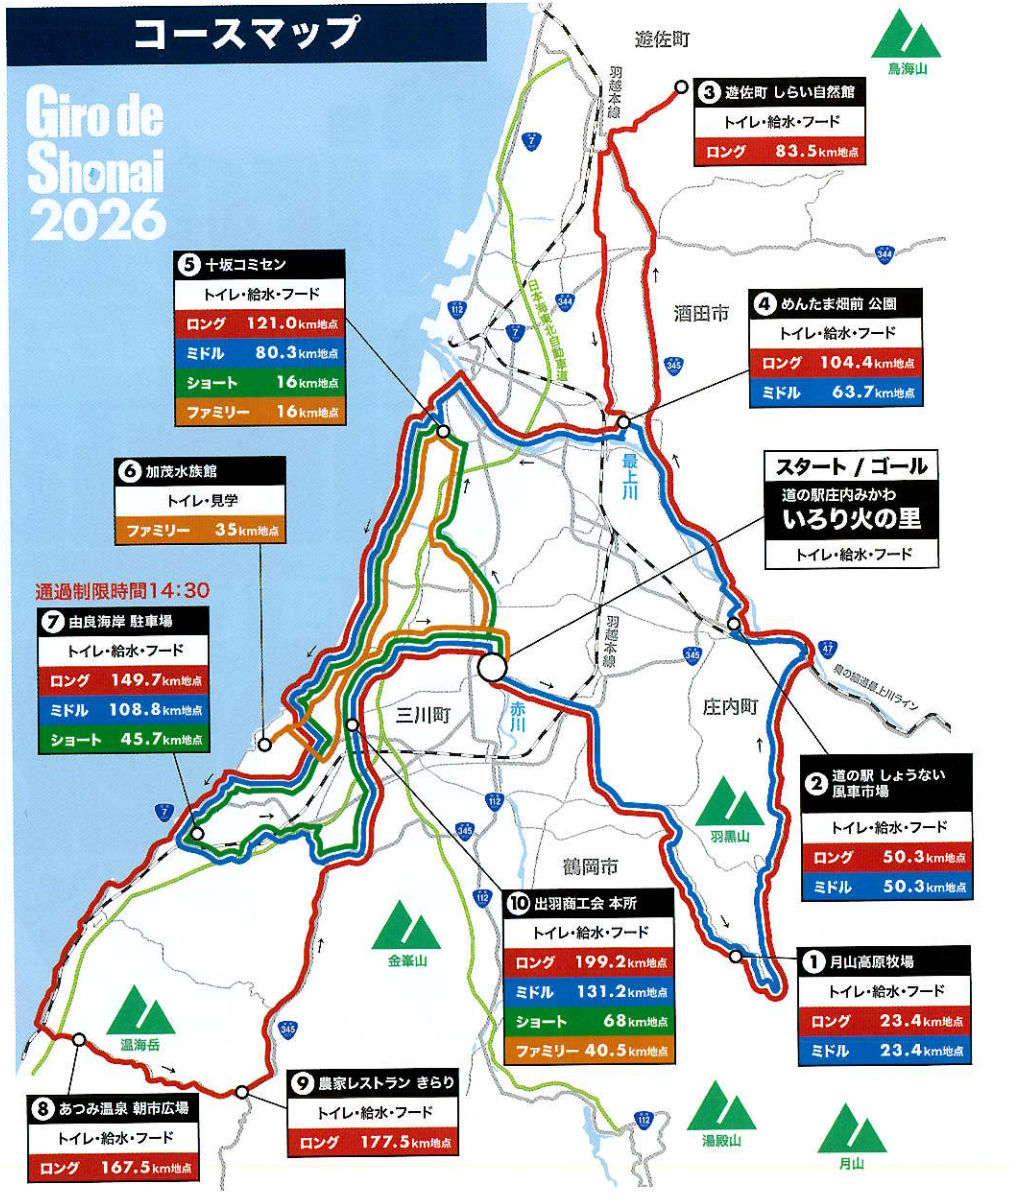 コースマップ
Giro de
Shonai
2026
遊佐町
鳥海山
羽越本線
7
3 遊佐町 しらい自然館
トイレ・給水・フード
ロング 83.5km地点
344
5 十坂コミセン
トイレ・給水・フード
ロング 121.0km地点
ミドル 80.3km地点
ショート 16km地点
ファミリー 16km地点
112
344
7
日本海東北自動車道
酒田市
345
4 めんたま畑前 公園
トイレ・給水・フード
ロング 104.4km地点
ミドル 63.7km地点
最上川
6 加茂水族館
トイレ・見学
ファミリー 35km地点
スタート / ゴール
道の駅庄内みかわ
いろり火の里
トイレ・給水・フード
通過制限時間14:30
7 由良海岸 駐車場
トイレ・給水・フード
ロング 149.7km地点
ミドル 108.8km地点
ショート 45.7km地点
羽越本線
345
47
奥の細道最上川ライン
三川町
赤川
庄内町
7
112
345
羽黒山
2 道の駅 しょうない
風車市場
トイレ・給水・フード
ロング 50.3km地点
ミドル 50.3km地点
鶴岡市
112
10 出羽商工会 本所
トイレ・給水・フード
ロング 199.2km地点
ミドル 131.2km地点
ショート 68km地点
ファミリー 40.5km地点
金峯山
1 月山高原牧場
トイレ・給水・フード
ロング 23.4km地点
ミドル 23.4km地点
温海岳
345
8 あつみ温泉 朝市広場
トイレ・給水・フード
ロング 167.5km地点
9 農家レストラン きらり
トイレ・給水・フード
ロング 177.5km地点
112
湯殿山
月山